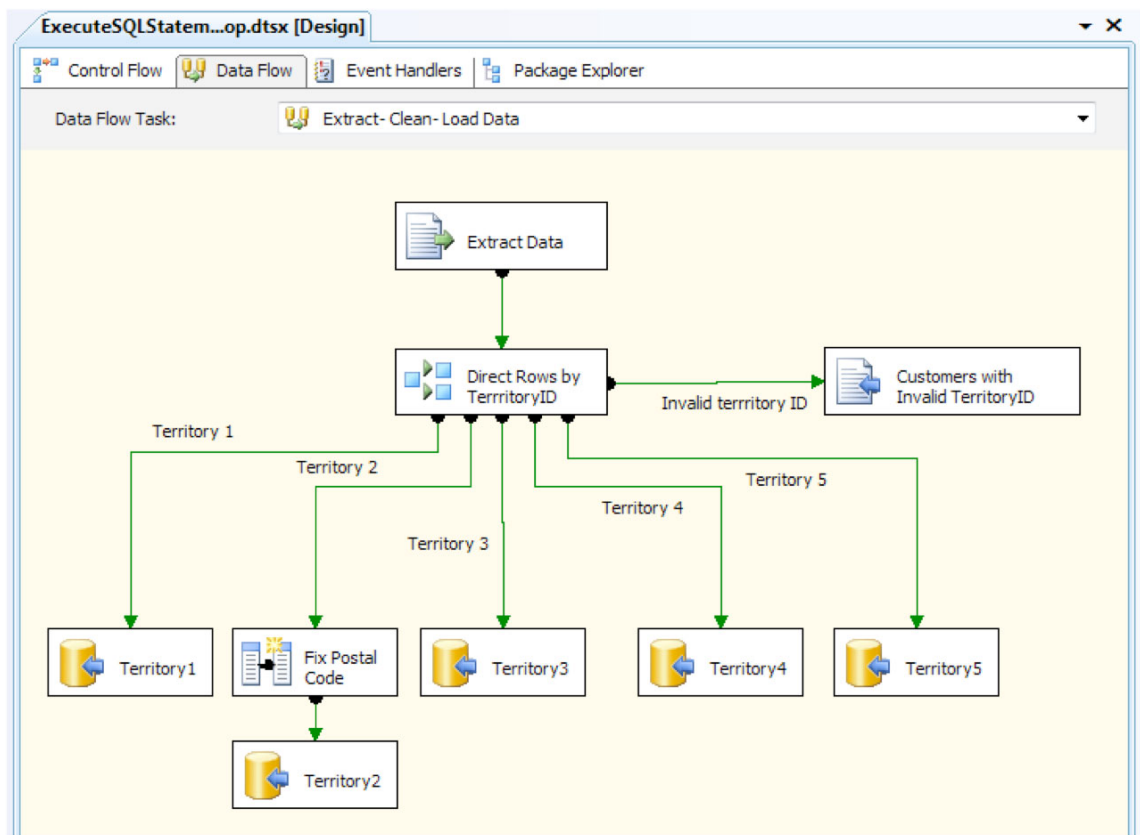 ExecuteSQLStatem...op.dtsx [Design]
Control Flow
Data Flow
Event Handlers
Package Explorer
Data Flow Task:
Extract- Clean- Load Data
Extract Data
Direct Rows by
TerrritoryID
Invalid terrritory ID
Customers with
Invalid TerritoryID
Territory 1
Territory 2
Territory 3
Territory 4
Territory 5
Territory1
Fix Postal
Code
Territory3
Territory4
Territory5
Territory2